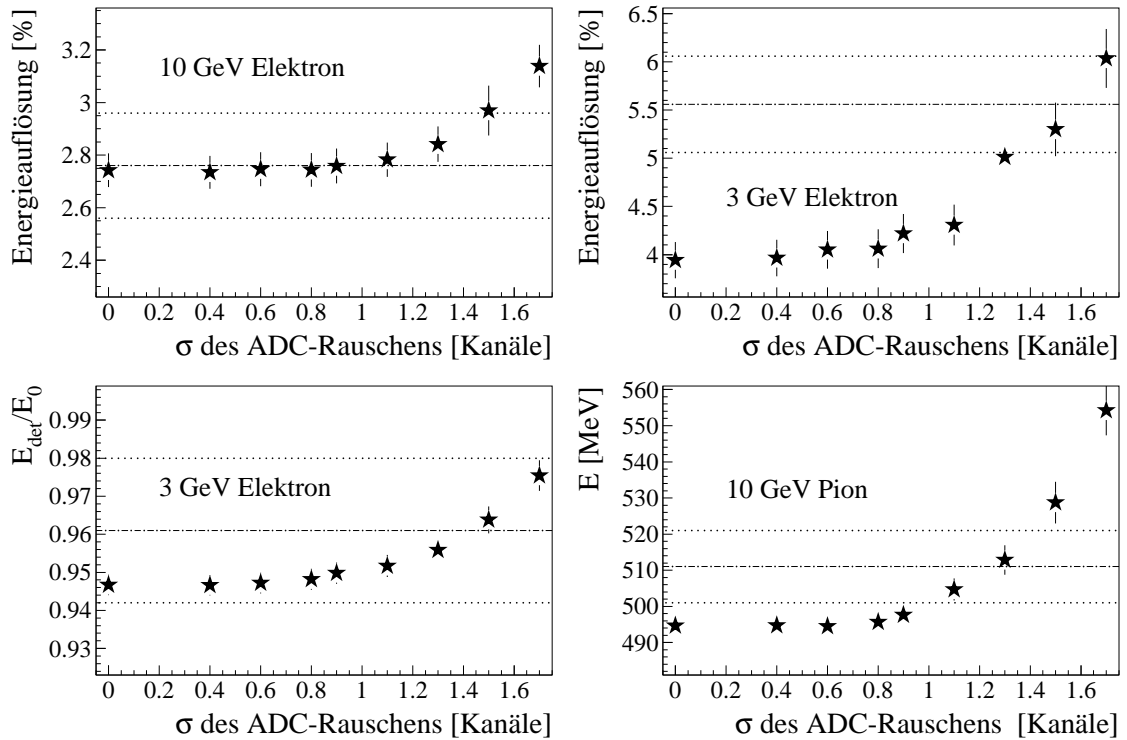 Energieauflösung [%]
3.2
3
2.8
2.6
2.4
10 GeV Elektron
0 0.2 0.4 0.6 0.8 1 1.2 1.4 1.6
σ des ADC-Rauschens [Kanäle]
Energieauflösung [%]
6.5
6
5.5
5
4.5
4
3 GeV Elektron
0 0.2 0.4 0.6 0.8 1 1.2 1.4 1.6
σ des ADC-Rauschens [Kanäle]
E_det/E_0
0.99
0.98
0.97
0.96
0.95
0.94
0.93
3 GeV Elektron
0 0.2 0.4 0.6 0.8 1 1.2 1.4 1.6
σ des ADC-Rauschens [Kanäle]
E [MeV]
560
550
540
530
520
510
500
490
10 GeV Pion
0 0.2 0.4 0.6 0.8 1 1.2 1.4 1.6
σ des ADC-Rauschens [Kanäle]